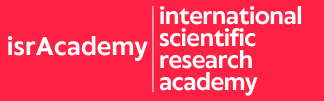 isrAcademy
international
scientific
research
academy